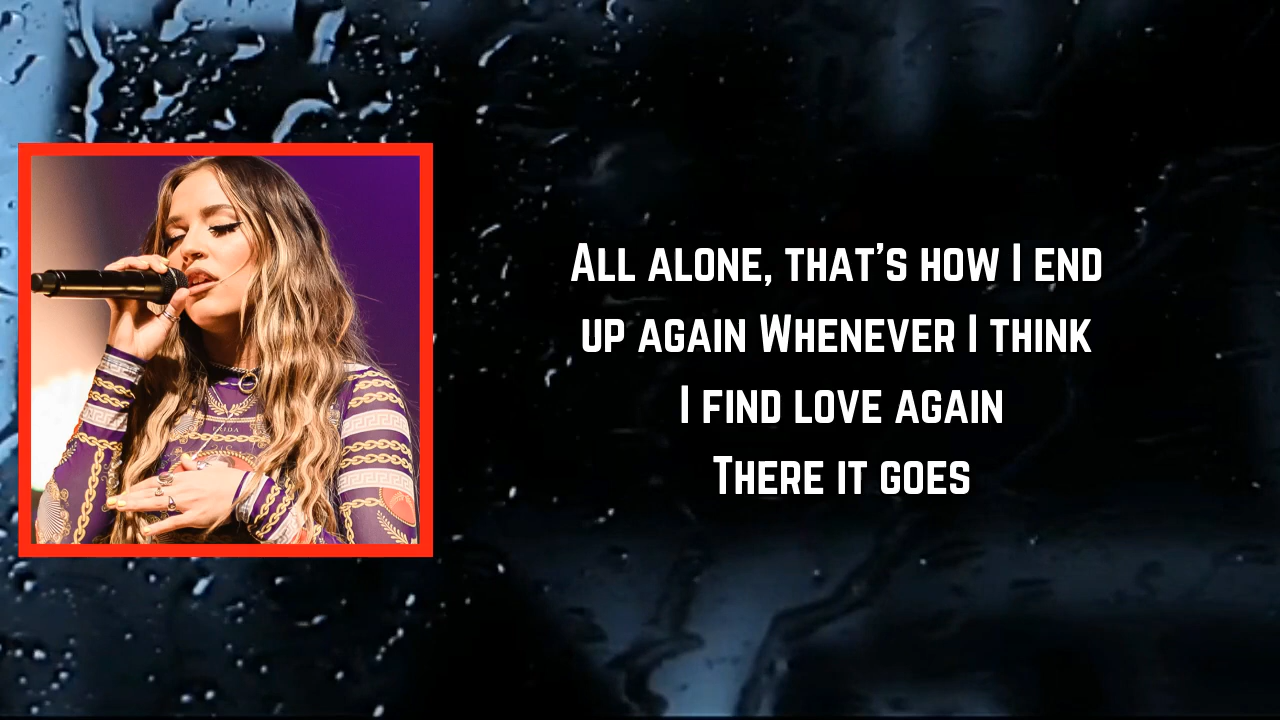 All alone, that's how I end
up again Whenever I think
I find love again
There it goes